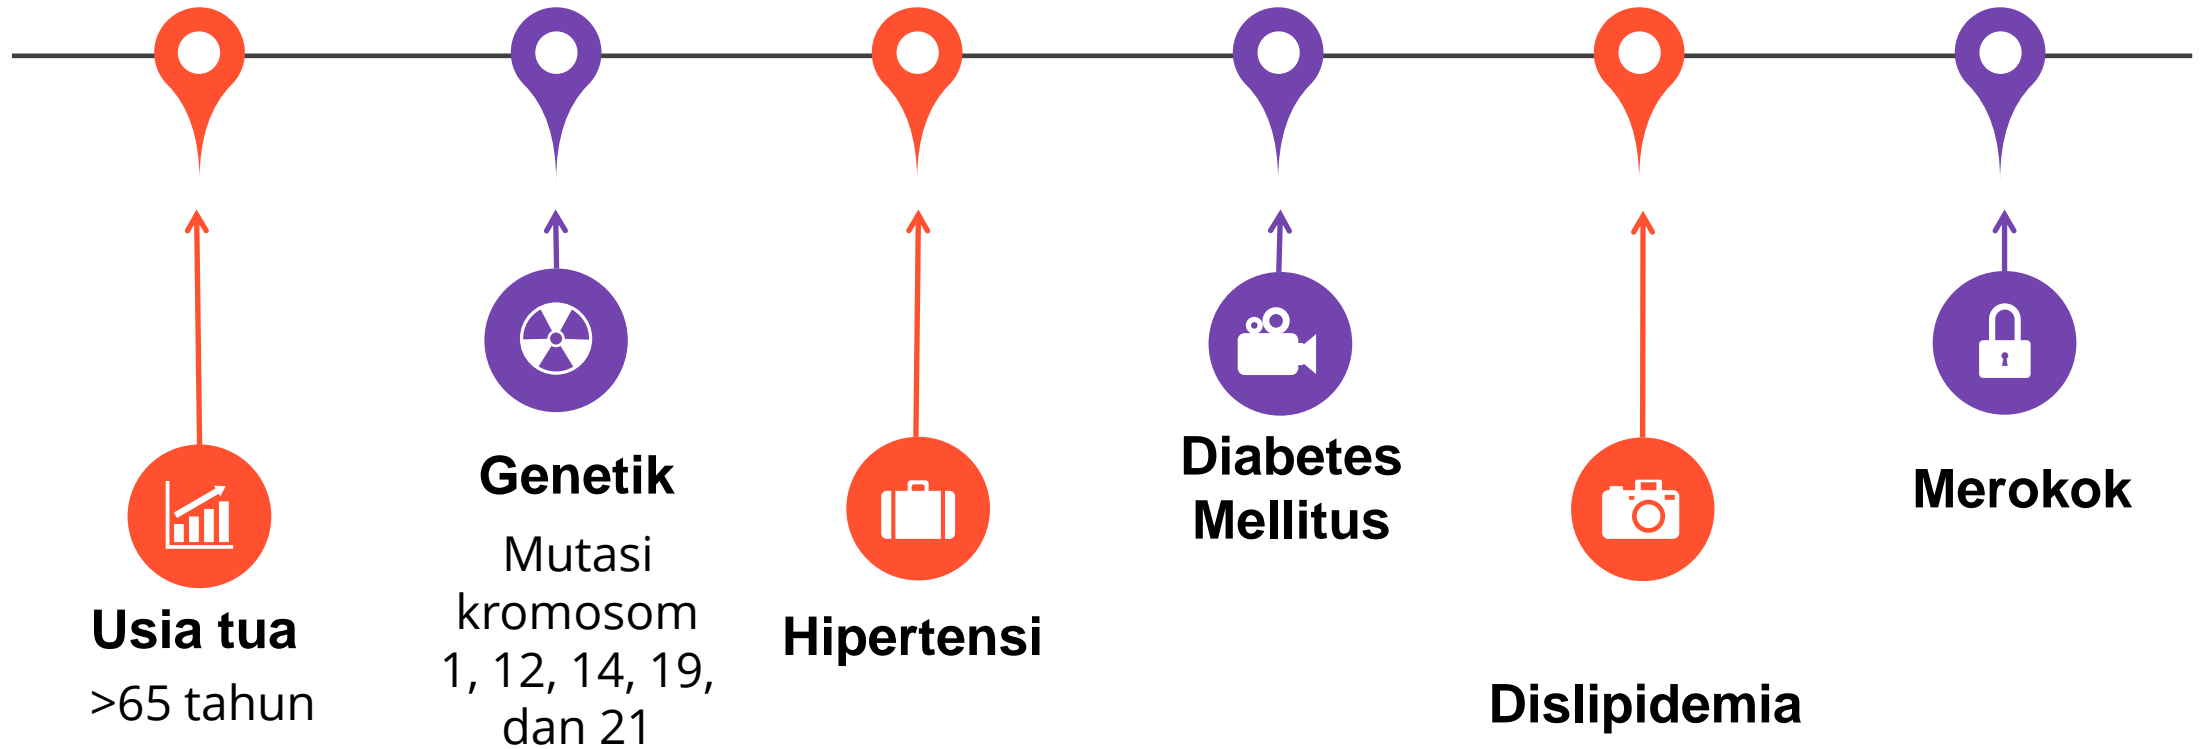 Usia tua
>65 tahun
Genetik
Mutasi
kromosom
1, 12, 14, 19,
dan 21
Hipertensi
Diabetes
Mellitus
Dislipidemia
Merokok